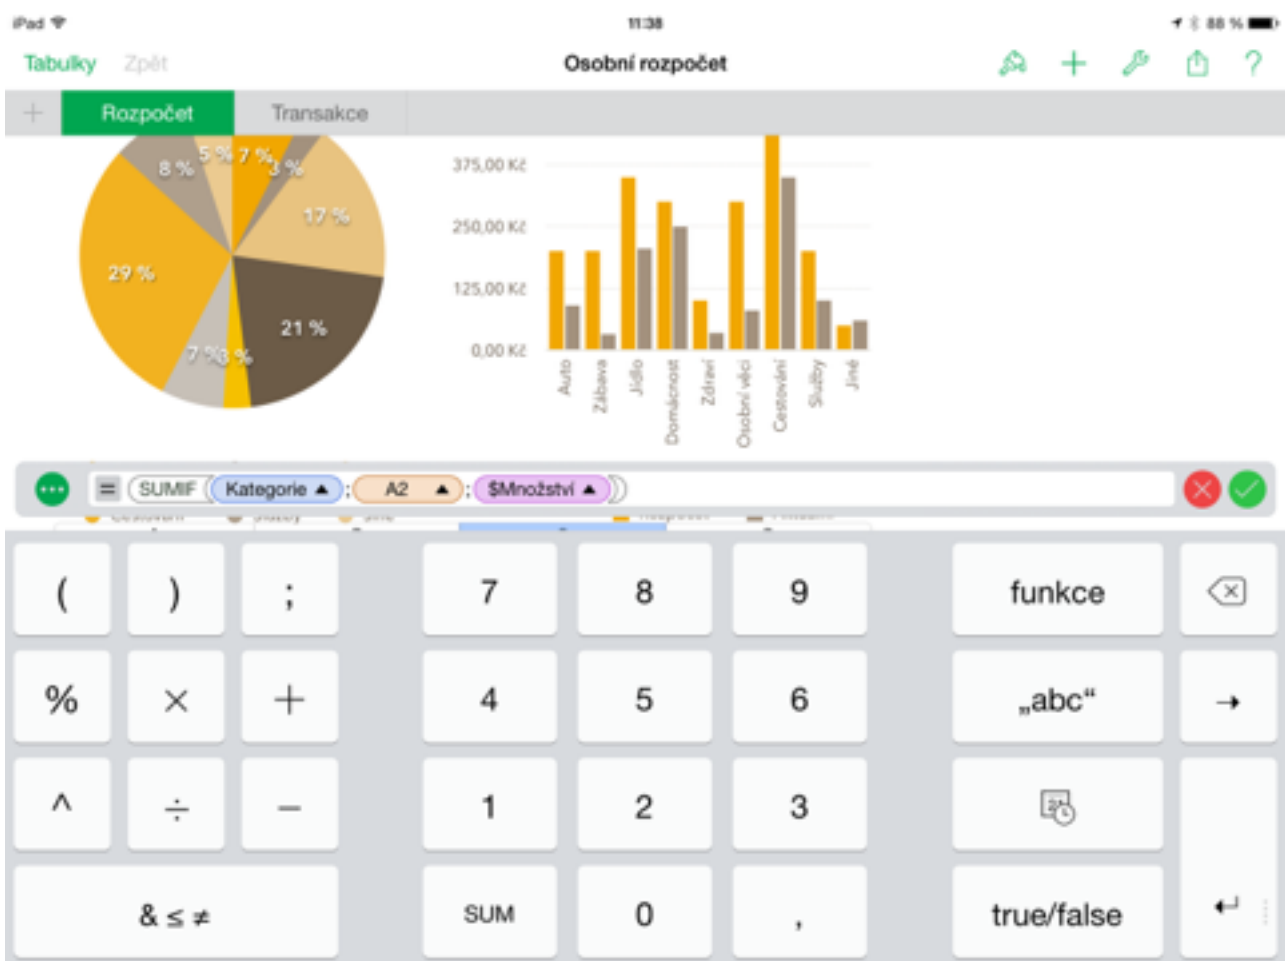 iPad 11:38 88 %
Tabulky Zpět Osobní rozpočet ?
+ Rozpočet Transakce
8 % 5 % 7 % 3 %
17 %
29 %
21 %
7 % 3 %
375,00 Kč
250,00 Kč
125,00 Kč
0,00 Kč
Auto
Zábava
Jídlo
Domácnost
Zdraví
Osobní věci
Cestování
Služby
Jiné
= SUMIF ( Kategorie ; A2 ; $Množství )
( ) ; 7 8 9 funkce
% × + 4 5 6 „abc“ →
^ ÷ − 1 2 3
& ≤ ≠ SUM 0 , true/false